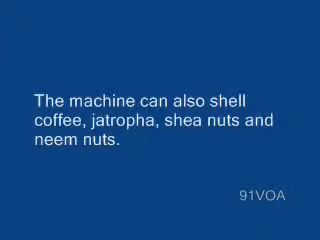 The machine can also shell
coffee, jatropha, shea nuts and
neem nuts.
91VOA